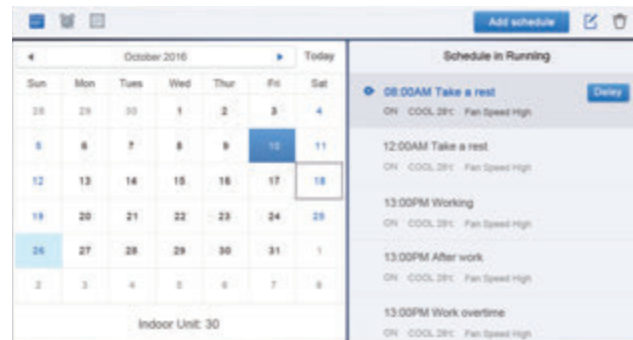 Add schedule
October 2016 Today
Sun Mon Tues Wed Thur Fri Sat
28 29 30 1 2 3 4
5 6 7 8 9 10 11
12 13 14 15 16 17 18
19 20 21 22 23 24 25
26 27 28 29 30 31 1
2 3 4 5 6 7 8
Indoor Unit: 30
Schedule in Running
08:00AM Take a rest Delay
ON COOL 28°C Fan Speed High
12:00AM Take a rest
ON COOL 28°C Fan Speed High
13:00PM Working
ON COOL 28°C Fan Speed High
13:00PM After work
ON COOL 28°C Fan Speed High
13:00PM Work overtime
ON COOL 28°C Fan Speed High